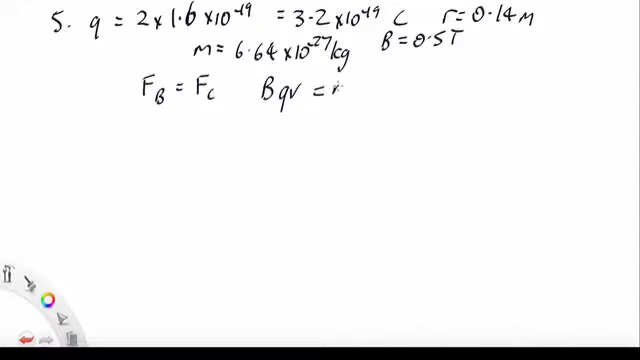 5. q = 2 × 1.6 × 10⁻¹⁹ = 3.2 × 10⁻¹⁹ C r = 0.14 m
m = 6.64 × 10⁻²⁷ kg B = 0.5 T
F_B = F_C Bqv =